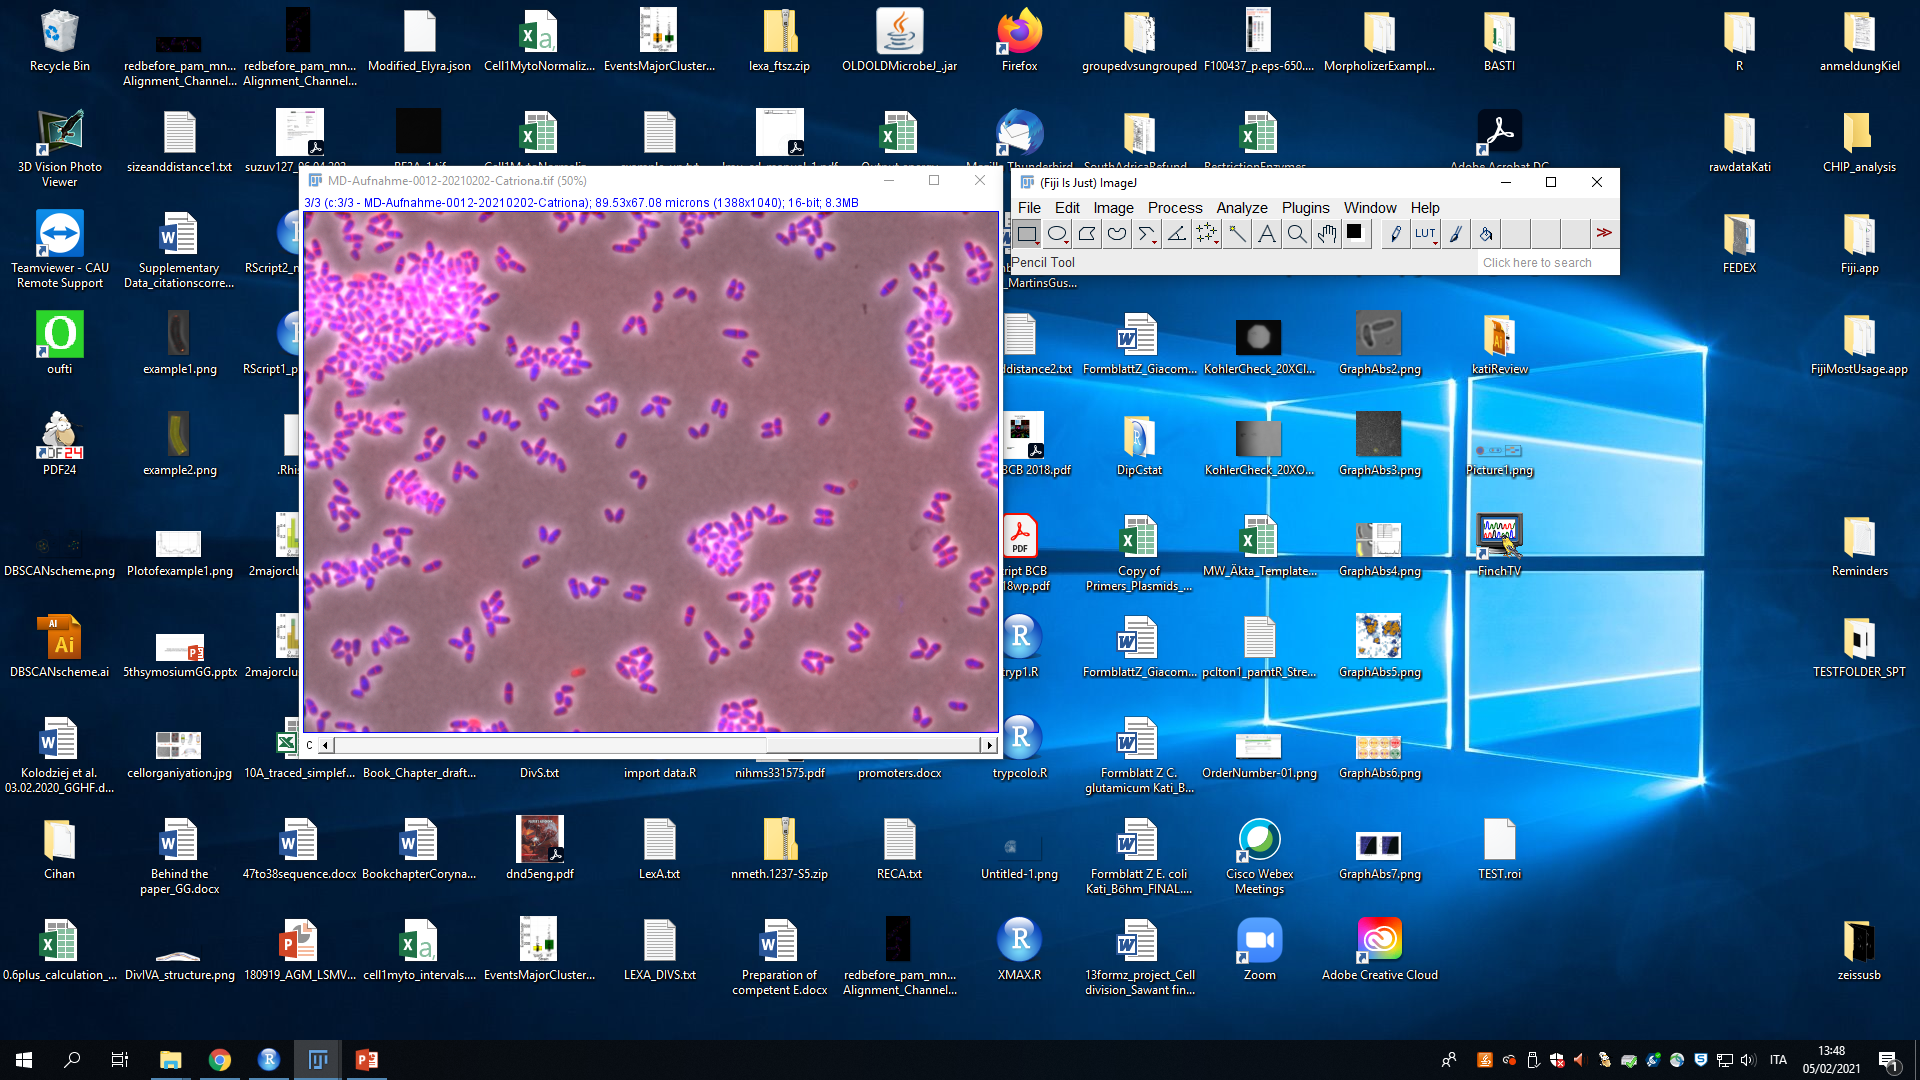 Recycle Bin
redbefore_pam_mn...
Alignment_Channel...
redbefore_pam_mn...
Alignment_Channel...
Modified_Elyra.json
Cell1MytoNormaliz...
EventsMajorCluster...
lexa_ftsz.zip
OLDOLDMicrobeJ_.jar
Firefox
groupedvsungrouped
F100437_p.eps-650....
MorpholizerExampl...
BASTI
R
anmeldungKiel
3D Vision Photo
Viewer
sizeanddistance1.txt
rawdataKati
CHIP_analysis
MD-Aufnahme-0012-20210202-Catriona.tif (50%)
3/3 (c:3/3 - MD-Aufnahme-0012-20210202-Catriona); 89.53x67.08 microns (1388x1040); 16-bit; 8.3MB
(Fiji Is Just) ImageJ
File Edit Image Process Analyze Plugins Window Help
LUT
Pencil Tool
Click here to search
Teamviewer - CAU
Remote Support
Supplementary
Data_citationscorre...
_MartinsGus...
FEDEX
Fiji.app
oufti
example1.png
FormblattZ_Giacom...
KohlerCheck_20XCl...
GraphAbs2.png
katiReview
FijiMostUsage.app
PDF24
example2.png
BCB 2018.pdf
DipCstat
KohlerCheck_20XO...
GraphAbs3.png
Picture1.png
DBSCANscheme.png
Plotofexample1.png
Copy of
Primers_Plasmids_...
MW_Äkta_Template...
GraphAbs4.png
FinchTV
Reminders
DBSCANscheme.ai
5thsymosiumGG.pptx
tryp1.R
FormblattZ_Giacom...
pclton1_pamtR_Stre...
GraphAbs5.png
TESTFOLDER_SPT
C
Kolodziej et al.
03.02.2020_GGHF.d...
cellorganiyation.jpg
10A_traced_simplef...
Book_Chapter_draft...
DivS.txt
import data.R
nihms331575.pdf
promoters.docx
trypcolo.R
Formblatt Z C.
glutamicum Kati_B...
OrderNumber-01.png
GraphAbs6.png
Cihan
Behind the
paper_GG.docx
47to38sequence.docx
BookchapterCoryna...
dnd5eng.pdf
LexA.txt
nmeth.1237-S5.zip
RECA.txt
Untitled-1.png
Formblatt Z E. coli
Kati_Böhm_FINAL....
Cisco Webex
Meetings
GraphAbs7.png
TEST.roi
0.6plus_calculation_...
DivIVA_structure.png
180919_AGM_LSMV...
cell1myto_intervals....
EventsMajorCluster...
LEXA_DIVS.txt
Preparation of
competent E.docx
redbefore_pam_mn...
Alignment_Channel...
XMAX.R
13formz_project_Cell
division_Sawant fin...
Zoom
Adobe Creative Cloud
zeissusb
ITA
13:48
05/02/2021
1